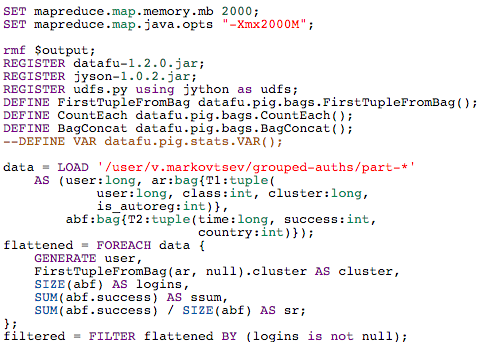 SET mapreduce.map.memory.mb 2000;
SET mapreduce.map.java.opts "-Xmx2000M";

rmf $output;
REGISTER datafu-1.2.0.jar;
REGISTER jyson-1.0.2.jar;
REGISTER udfs.py using jython as udfs;
DEFINE FirstTupleFromBag datafu.pig.bags.FirstTupleFromBag();
DEFINE CountEach datafu.pig.bags.CountEach();
DEFINE BagConcat datafu.pig.bags.BagConcat();
--DEFINE VAR datafu.pig.stats.VAR();

data = LOAD '/user/v.markovtsev/grouped-auths/part-*'
    AS (user:long, ar:bag{T1:tuple(
            user:long, class:int, cluster:long,
            is_autoreg:int)},
        abf:bag{T2:tuple(time:long, success:int,
                         country:int)});
flattened = FOREACH data {
    GENERATE user,
    FirstTupleFromBag(ar, null).cluster AS cluster,
    SIZE(abf) AS logins,
    SUM(abf.success) AS ssum,
    SUM(abf.success) / SIZE(abf) AS sr;
};
filtered = FILTER flattened BY (logins is not null);